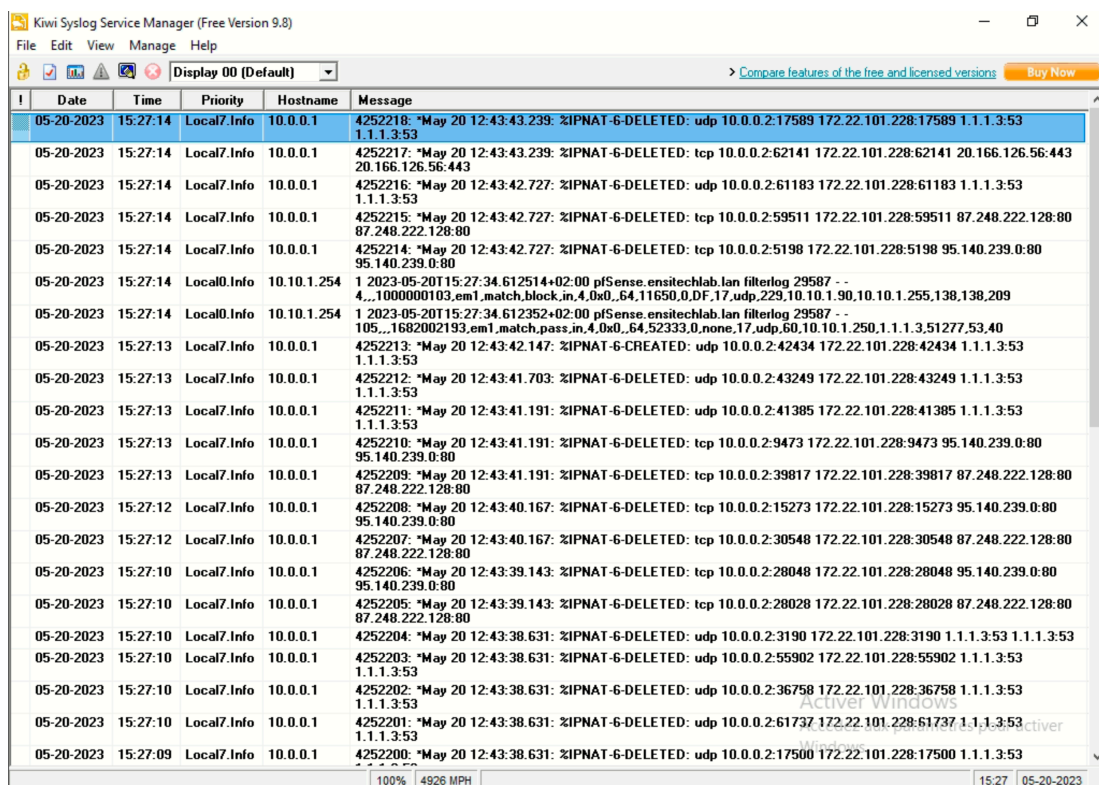 Kiwi Syslog Service Manager (Free Version 9.8)
File Edit View Manage Help
Display 00 (Default) > Compare features of the free and licensed versions Buy Now
! Date Time Priority Hostname Message
05-20-2023 15:27:14 Local7.Info 10.0.0.1 4252218: *May 20 12:43:43.239: %IPNAT-6-DELETED: udp 10.0.0.2:17589 172.22.101.228:17589 1.1.1.3:53
1.1.1.3:53
05-20-2023 15:27:14 Local7.Info 10.0.0.1 4252217: *May 20 12:43:43.239: %IPNAT-6-DELETED: tcp 10.0.0.2:62141 172.22.101.228:62141 20.166.126.56:443
20.166.126.56:443
05-20-2023 15:27:14 Local7.Info 10.0.0.1 4252216: *May 20 12:43:42.727: %IPNAT-6-DELETED: udp 10.0.0.2:61183 172.22.101.228:61183 1.1.1.3:53
1.1.1.3:53
05-20-2023 15:27:14 Local7.Info 10.0.0.1 4252215: *May 20 12:43:42.727: %IPNAT-6-DELETED: tcp 10.0.0.2:59511 172.22.101.228:59511 87.248.222.128:80
87.248.222.128:80
05-20-2023 15:27:14 Local7.Info 10.0.0.1 4252214: *May 20 12:43:42.727: %IPNAT-6-DELETED: tcp 10.0.0.2:5198 172.22.101.228:5198 95.140.239.0:80
95.140.239.0:80
05-20-2023 15:27:14 Local0.Info 10.10.1.254 1 2023-05-20T15:27:34.612514+02:00 pfSense.ensitechlab.lan filterlog 29587 - -
4,,,1000000103,em1,match,block,in,4,0x0,,64,11650,0,DF,17,udp,229,10.10.1.90,10.10.1.255,138,138,209
05-20-2023 15:27:14 Local0.Info 10.10.1.254 1 2023-05-20T15:27:34.612352+02:00 pfSense.ensitechlab.lan filterlog 29587 - -
105,,,1682002193,em1,match,pass,in,4,0x0,,64,52333,0,none,17,udp,60,10.10.1.250,1.1.1.3,51277,53,40
05-20-2023 15:27:13 Local7.Info 10.0.0.1 4252213: *May 20 12:43:42.147: %IPNAT-6-CREATED: udp 10.0.0.2:42434 172.22.101.228:42434 1.1.1.3:53
1.1.1.3:53
05-20-2023 15:27:13 Local7.Info 10.0.0.1 4252212: *May 20 12:43:41.703: %IPNAT-6-DELETED: udp 10.0.0.2:43249 172.22.101.228:43249 1.1.1.3:53
1.1.1.3:53
05-20-2023 15:27:13 Local7.Info 10.0.0.1 4252211: *May 20 12:43:41.191: %IPNAT-6-DELETED: udp 10.0.0.2:41385 172.22.101.228:41385 1.1.1.3:53
1.1.1.3:53
05-20-2023 15:27:13 Local7.Info 10.0.0.1 4252210: *May 20 12:43:41.191: %IPNAT-6-DELETED: tcp 10.0.0.2:9473 172.22.101.228:9473 95.140.239.0:80
95.140.239.0:80
05-20-2023 15:27:13 Local7.Info 10.0.0.1 4252209: *May 20 12:43:41.191: %IPNAT-6-DELETED: tcp 10.0.0.2:39817 172.22.101.228:39817 87.248.222.128:80
87.248.222.128:80
05-20-2023 15:27:12 Local7.Info 10.0.0.1 4252208: *May 20 12:43:40.167: %IPNAT-6-DELETED: tcp 10.0.0.2:15273 172.22.101.228:15273 95.140.239.0:80
95.140.239.0:80
05-20-2023 15:27:12 Local7.Info 10.0.0.1 4252207: *May 20 12:43:40.167: %IPNAT-6-DELETED: tcp 10.0.0.2:30548 172.22.101.228:30548 87.248.222.128:80
87.248.222.128:80
05-20-2023 15:27:10 Local7.Info 10.0.0.1 4252206: *May 20 12:43:39.143: %IPNAT-6-DELETED: tcp 10.0.0.2:28048 172.22.101.228:28048 95.140.239.0:80
95.140.239.0:80
05-20-2023 15:27:10 Local7.Info 10.0.0.1 4252205: *May 20 12:43:39.143: %IPNAT-6-DELETED: tcp 10.0.0.2:28028 172.22.101.228:28028 87.248.222.128:80
87.248.222.128:80
05-20-2023 15:27:10 Local7.Info 10.0.0.1 4252204: *May 20 12:43:38.631: %IPNAT-6-DELETED: udp 10.0.0.2:3190 172.22.101.228:3190 1.1.1.3:53 1.1.1.3:53
05-20-2023 15:27:10 Local7.Info 10.0.0.1 4252203: *May 20 12:43:38.631: %IPNAT-6-DELETED: udp 10.0.0.2:55902 172.22.101.228:55902 1.1.1.3:53
1.1.1.3:53
05-20-2023 15:27:10 Local7.Info 10.0.0.1 4252202: *May 20 12:43:38.631: %IPNAT-6-DELETED: udp 10.0.0.2:36758 172.22.101.228:36758 1.1.1.3:53
1.1.1.3:53
Activer Windows
05-20-2023 15:27:10 Local7.Info 10.0.0.1 4252201: *May 20 12:43:38.631: %IPNAT-6-DELETED: udp 10.0.0.2:61737 172.22.101.228:61737 1.1.1.3:53
1.1.1.3:53
Accédez aux paramètres pour activer
Windows.
05-20-2023 15:27:09 Local7.Info 10.0.0.1 4252200: *May 20 12:43:38.631: %IPNAT-6-DELETED: udp 10.0.0.2:17500 172.22.101.228:17500 1.1.1.3:53
100% 4926 MPH 15:27 05-20-2023